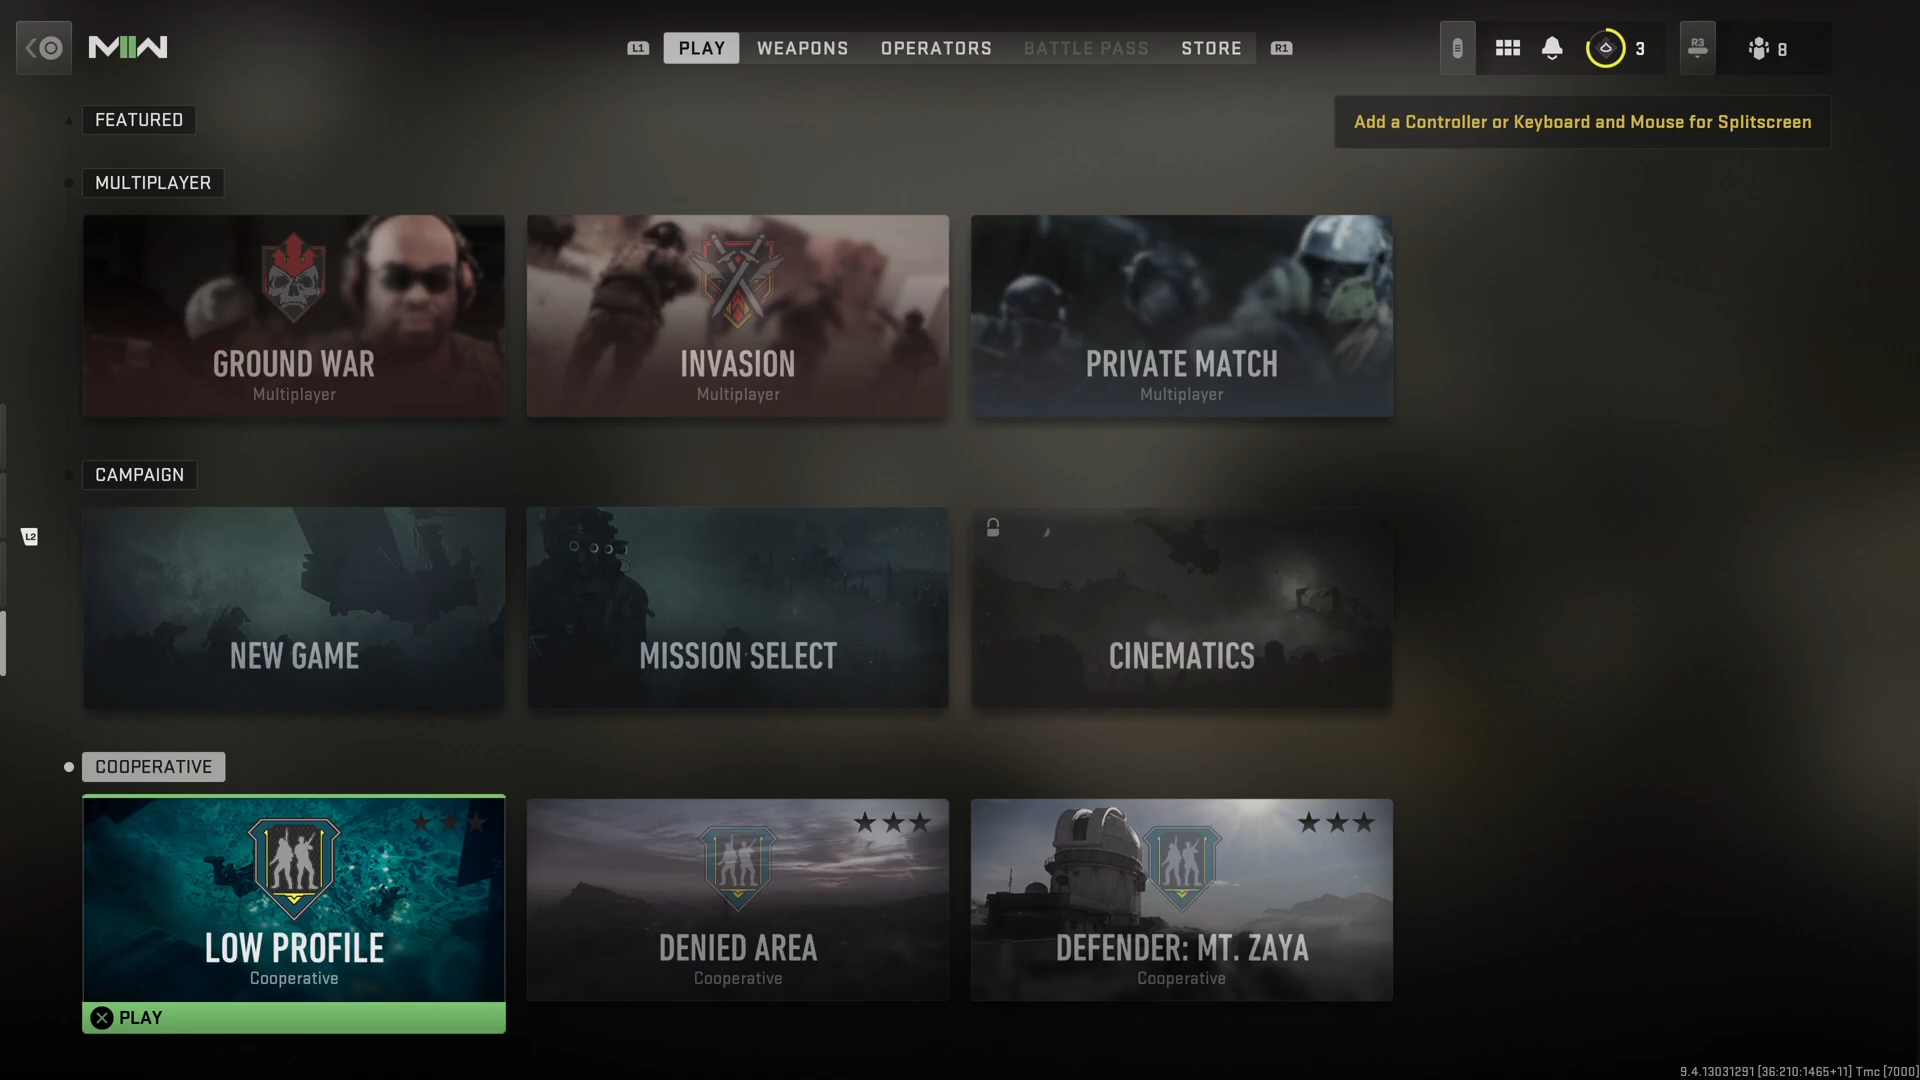 MIIW
L1
PLAY
WEAPONS
OPERATORS
BATTLE PASS
STORE
R1
3
R3
8
FEATURED
Add a Controller or Keyboard and Mouse for Splitscreen
MULTIPLAYER
GROUND WAR
Multiplayer
INVASION
Multiplayer
PRIVATE MATCH
Multiplayer
CAMPAIGN
L2
NEW GAME
MISSION SELECT
CINEMATICS
COOPERATIVE
LOW PROFILE
Cooperative
DENIED AREA
Cooperative
DEFENDER: MT. ZAYA
Cooperative
PLAY
9.4.13031291 [36:210:1465+11] Tmc [7000]